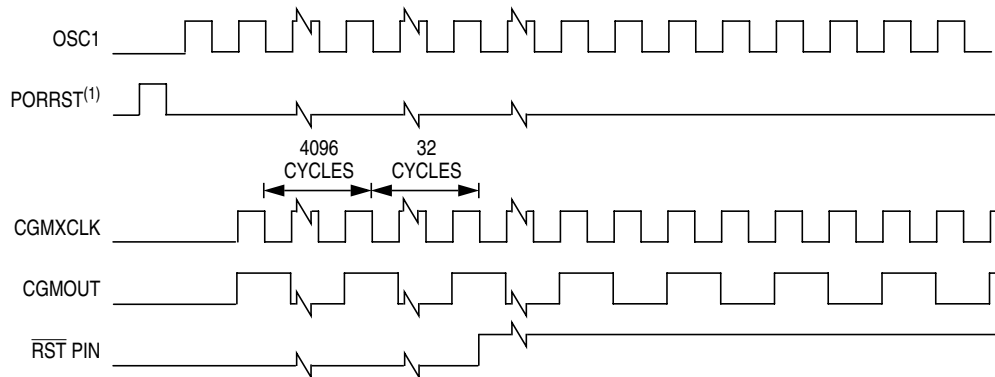 OSC1
PORRST(1)
4096
CYCLES
32
CYCLES
CGMXCLK
CGMOUT
RST PIN